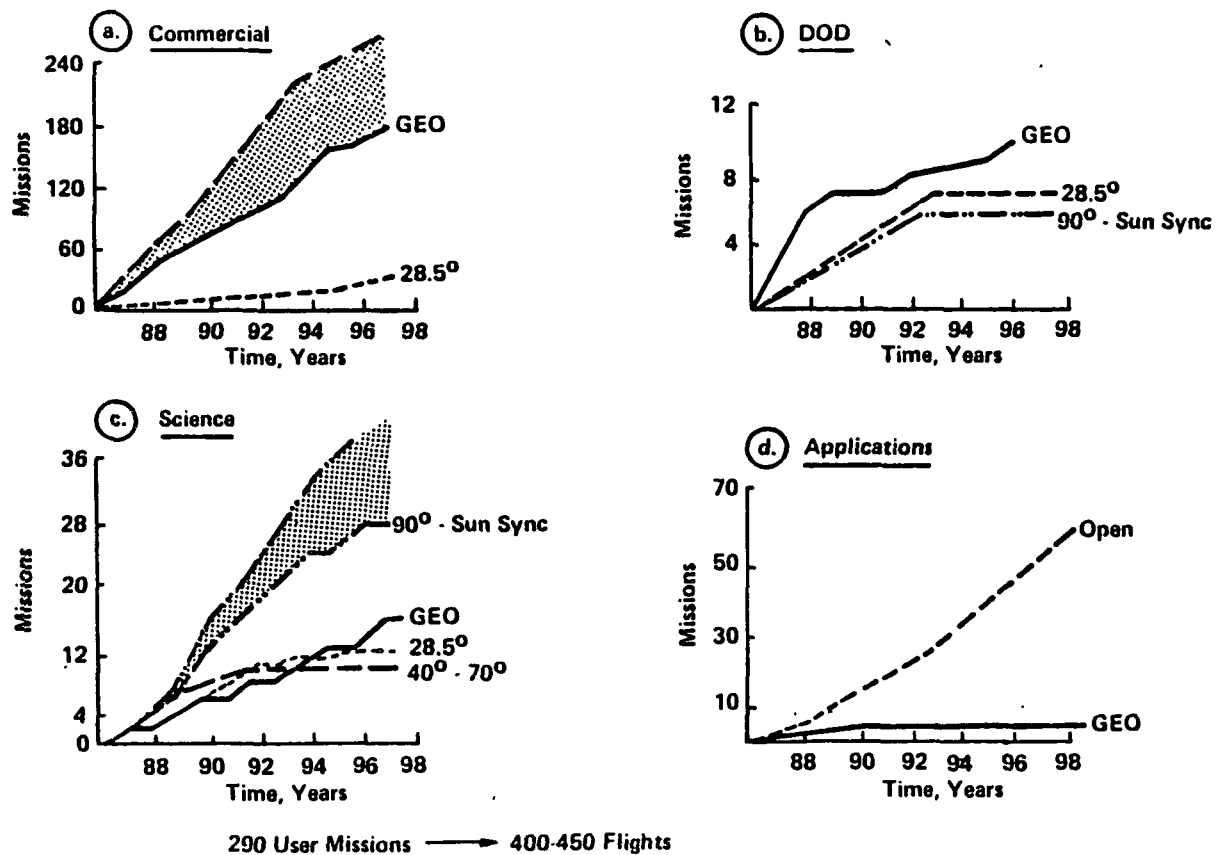 a. Commercial
240
180
120
60
0
Missions
GEO
28.5°
88 90 92 94 96 98
Time, Years
b. DOD
12
8
4
Missions
GEO
28.5°
90° - Sun Sync
88 90 92 94 96 98
Time, Years
c. Science
36
28
20
12
4
0
Missions
90° - Sun Sync
GEO
28.5°
40° - 70°
88 90 92 94 96 98
Time, Years
d. Applications
70
50
30
10
Missions
Open
GEO
88 90 92 94 96 98
Time, Years
290 User Missions → 400-450 Flights